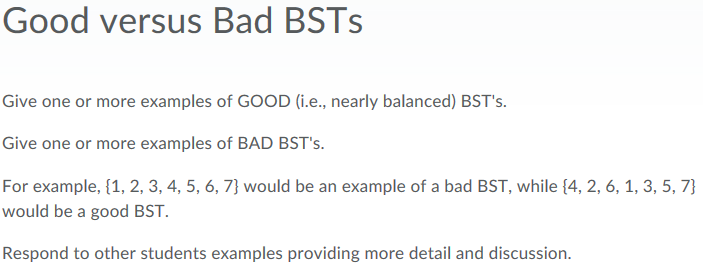 Good versus Bad BSTs
Give one or more examples of GOOD (i.e., nearly balanced) BST's.
Give one or more examples of BAD BST's.
For example, {1, 2, 3, 4, 5, 6, 7} would be an example of a bad BST, while {4, 2, 6, 1, 3, 5, 7}
would be a good BST.
Respond to other students examples providing more detail and discussion.